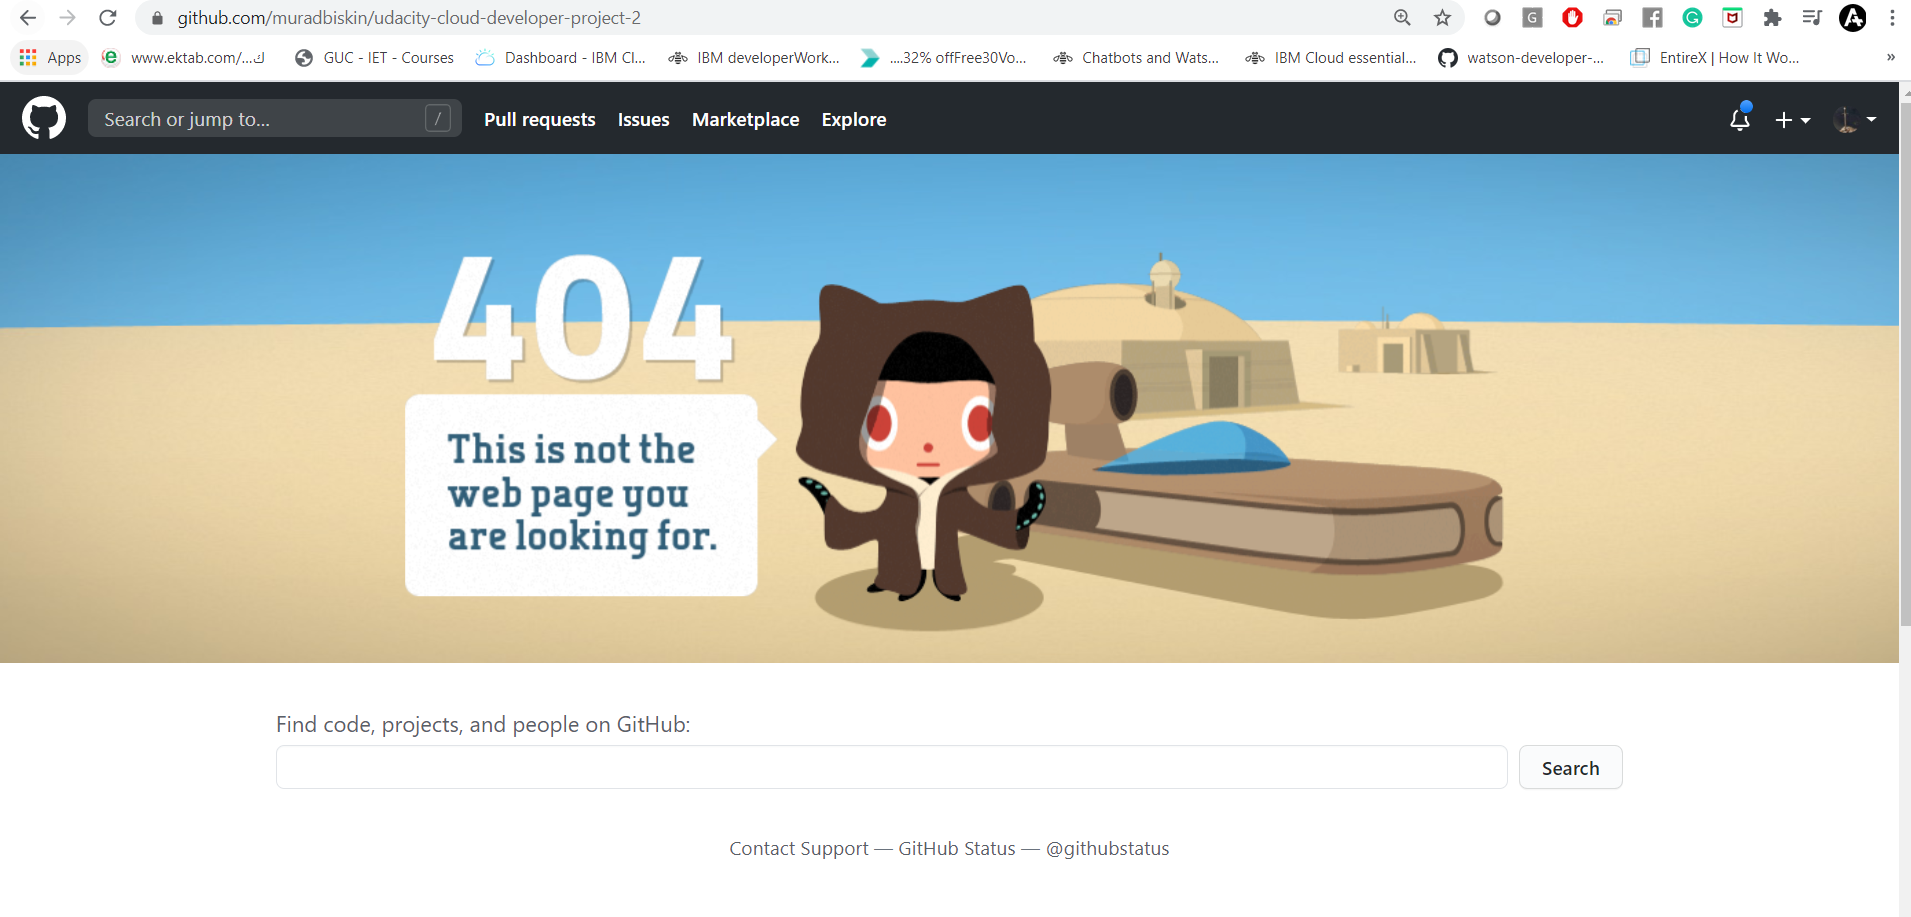 github.com/muradbiskin/udacity-cloud-developer-project-2
Apps www.ektab.com/...ك GUC - IET - Courses Dashboard - IBM Cl... IBM developerWork... ....32% offFree30Vo... Chatbots and Wats... IBM Cloud essential... watson-developer-... EntireX | How It Wo... »
Search or jump to... / Pull requests Issues Marketplace Explore
404
This is not the
web page you
are looking for.
Find code, projects, and people on GitHub:
Search
Contact Support — GitHub Status — @githubstatus